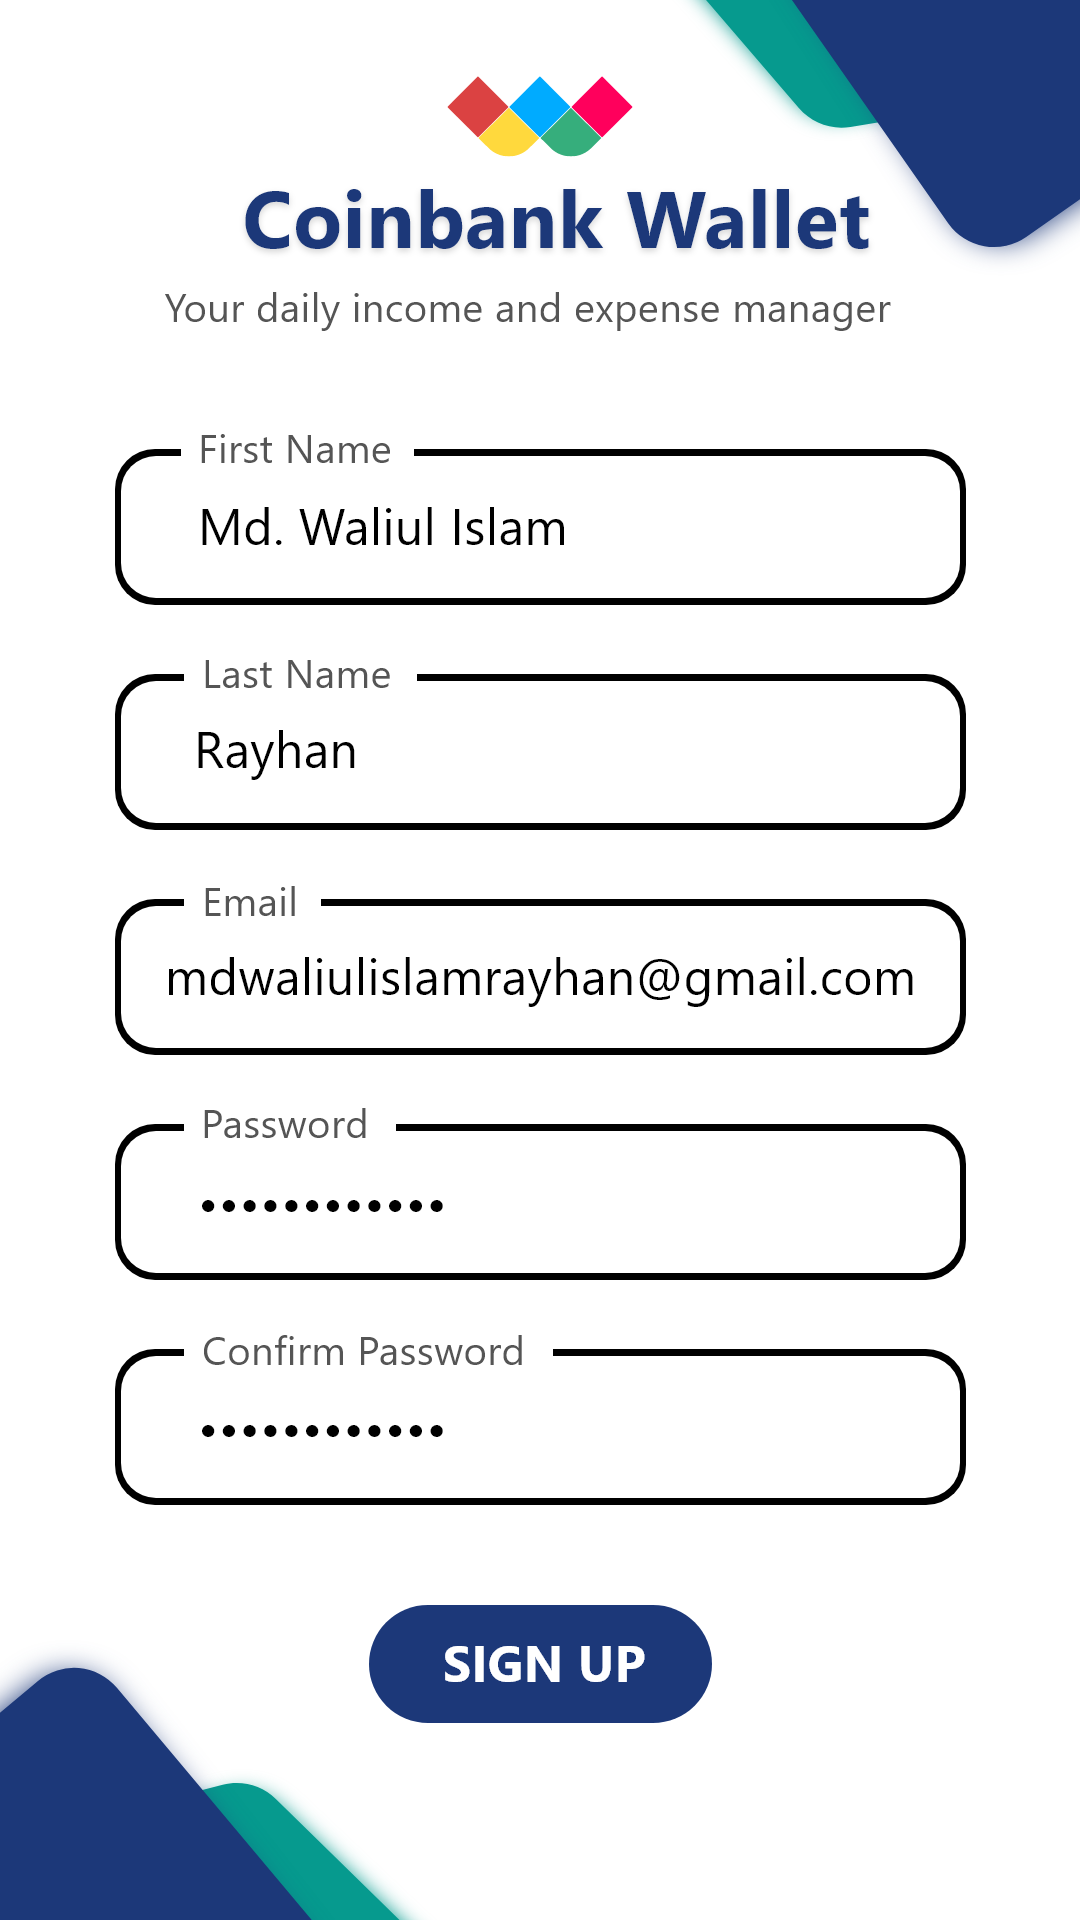 Coinbank Wallet
Your daily income and expense manager
First Name
Md. Waliul Islam
Last Name
Rayhan
Email
mdwaliulislamrayhan@gmail.com
Password
••••••••••••
Confirm Password
••••••••••••
SIGN UP